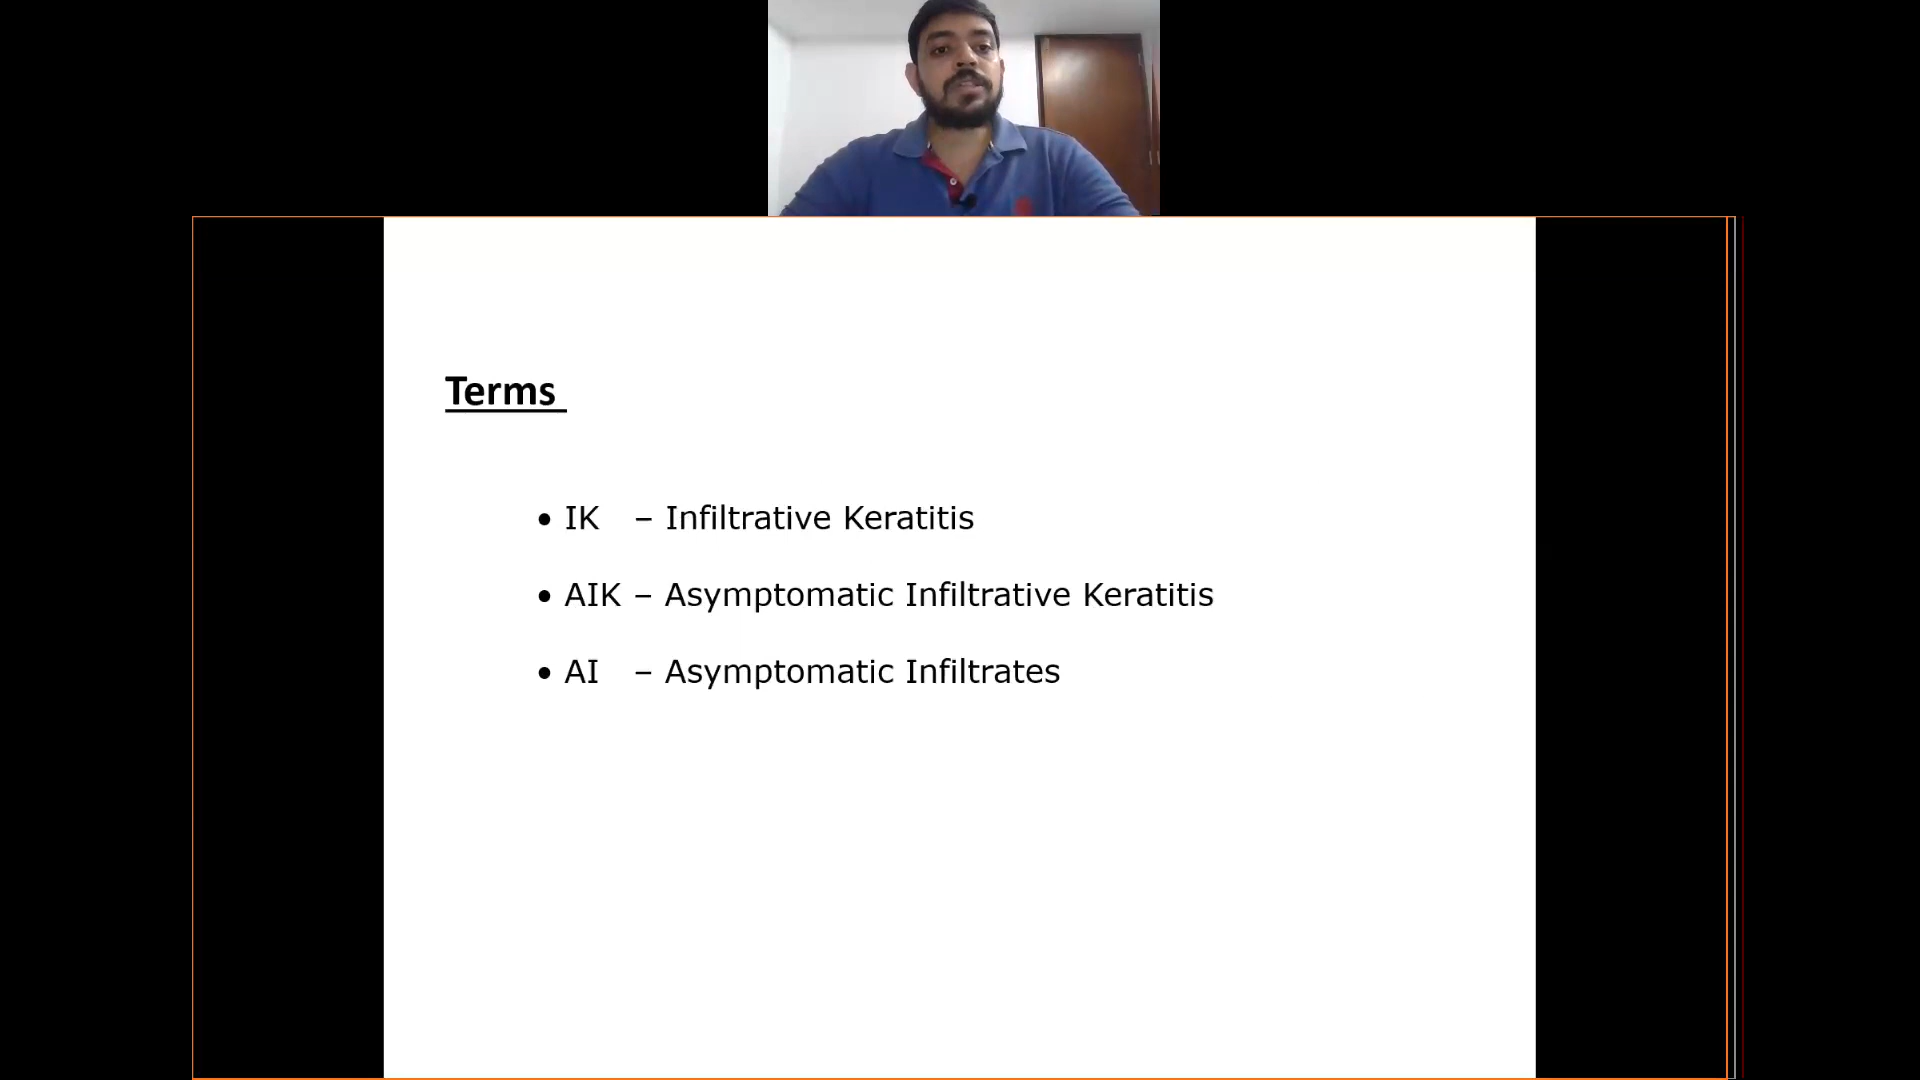 Terms
• IK – Infiltrative Keratitis
• AIK – Asymptomatic Infiltrative Keratitis
• AI – Asymptomatic Infiltrates